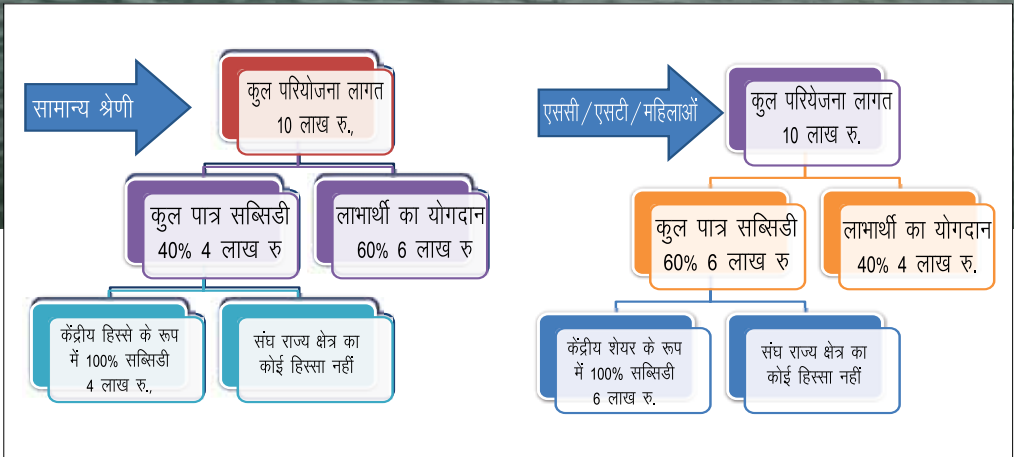 सामान्य श्रेणी
कुल परियोजना लागत
10 लाख रु.,
कुल पात्र सब्सिडी
40% 4 लाख रु
लाभार्थी का योगदान
60% 6 लाख रु
केंद्रीय हिस्से के रूप
में 100% सब्सिडी
4 लाख रु.,
संघ राज्य क्षेत्र का
कोई हिस्सा नहीं
एससी/एसटी/महिलाओं
कुल परियेजना लागत
10 लाख रु.
कुल पात्र सब्सिडी
60% 6 लाख रु
लाभार्थी का योगदान
40% 4 लाख रु.
केंद्रीय शेयर के रूप
में 100% सब्सिडी
6 लाख रु.
संघ राज्य क्षेत्र का
कोई हिस्सा नहीं